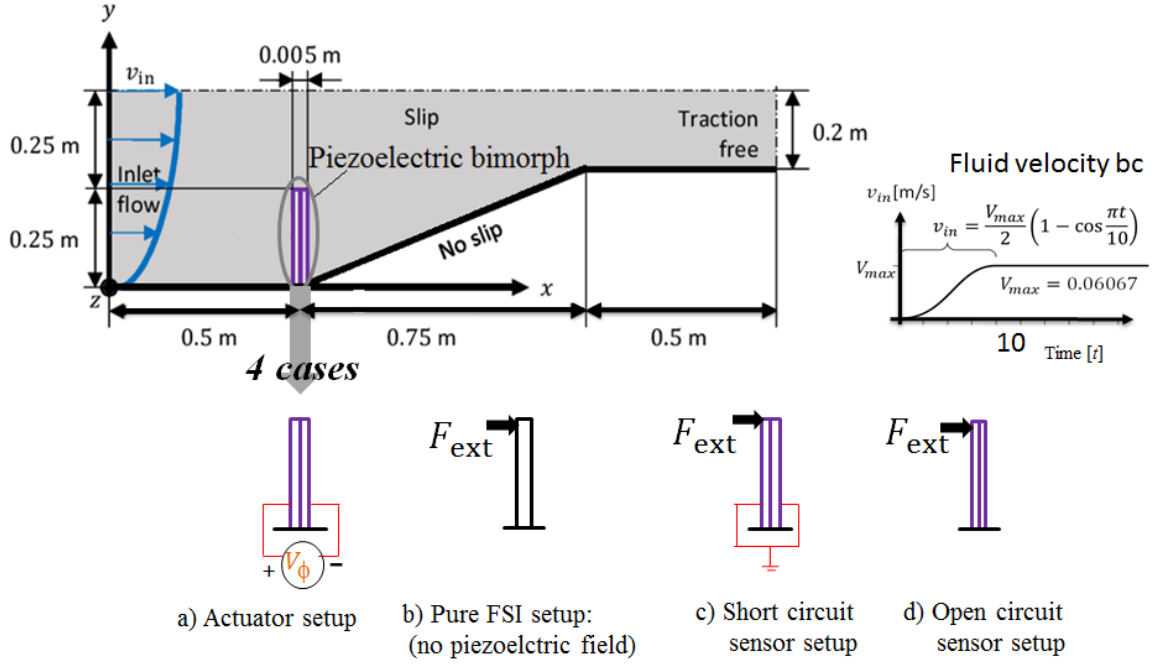 y
0.005 m
v_in
Slip
Traction
free
0.2 m
0.25 m
Piezoelectric bimorph
Inlet
flow
0.25 m
No slip
z
x
0.5 m
0.75 m
0.5 m
4 cases
Fluid velocity bc
v_in[m/s]
v_in = V_max/2 (1 − cos πt/10)
V_max
V_max = 0.06067
10
Time [t]
F_ext
F_ext
F_ext
+ V_ϕ −
a) Actuator setup
b) Pure FSI setup:
(no piezoelctric field)
c) Short circuit
sensor setup
d) Open circuit
sensor setup